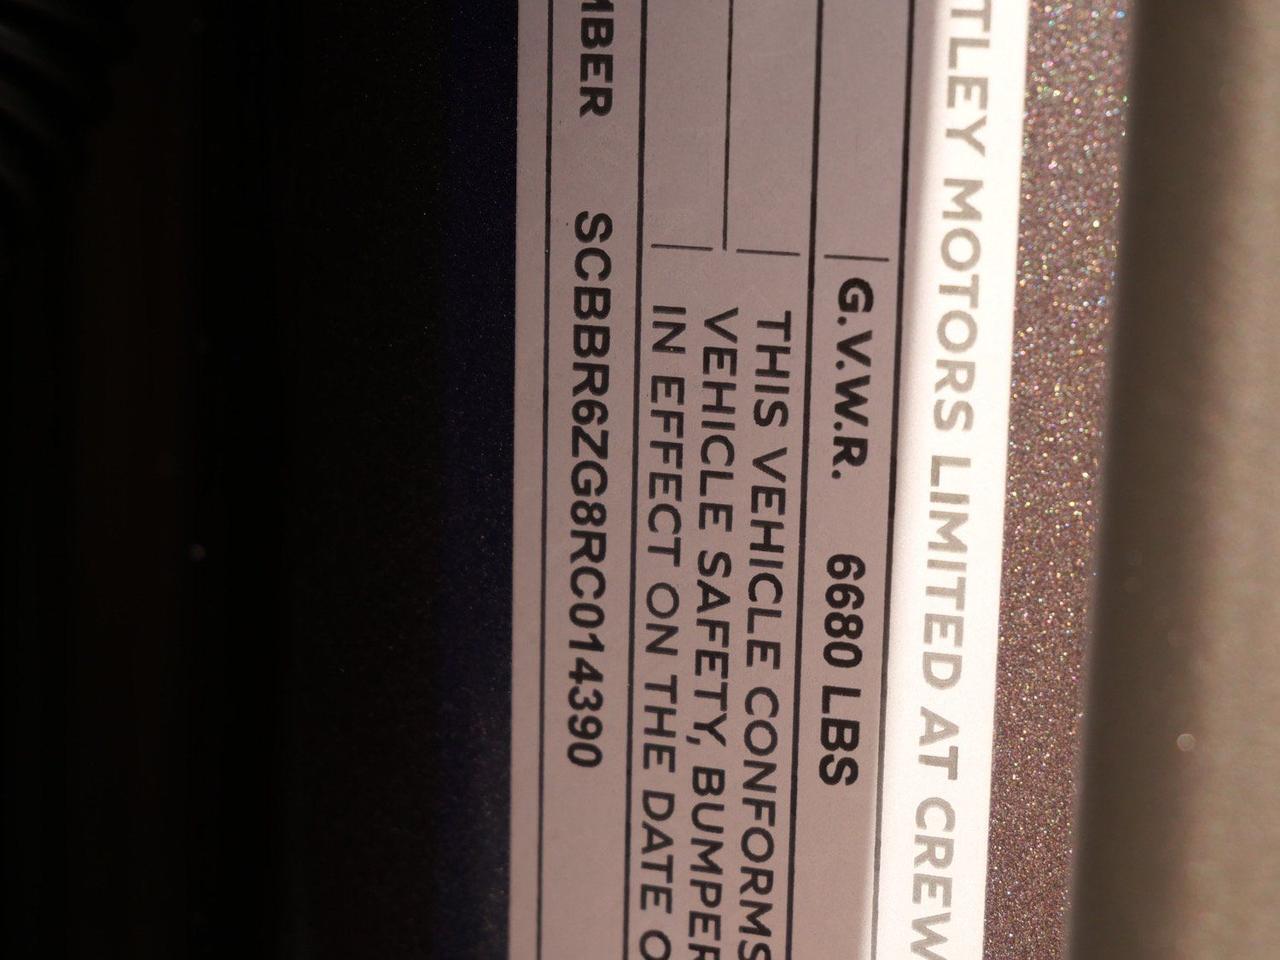 TLEY MOTORS LIMITED AT CREW
G.V.W.R. 6680 LBS
THIS VEHICLE CONFORMS
VEHICLE SAFETY, BUMPER
IN EFFECT ON THE DATE O
MBER SCBBR6ZG8RC014390